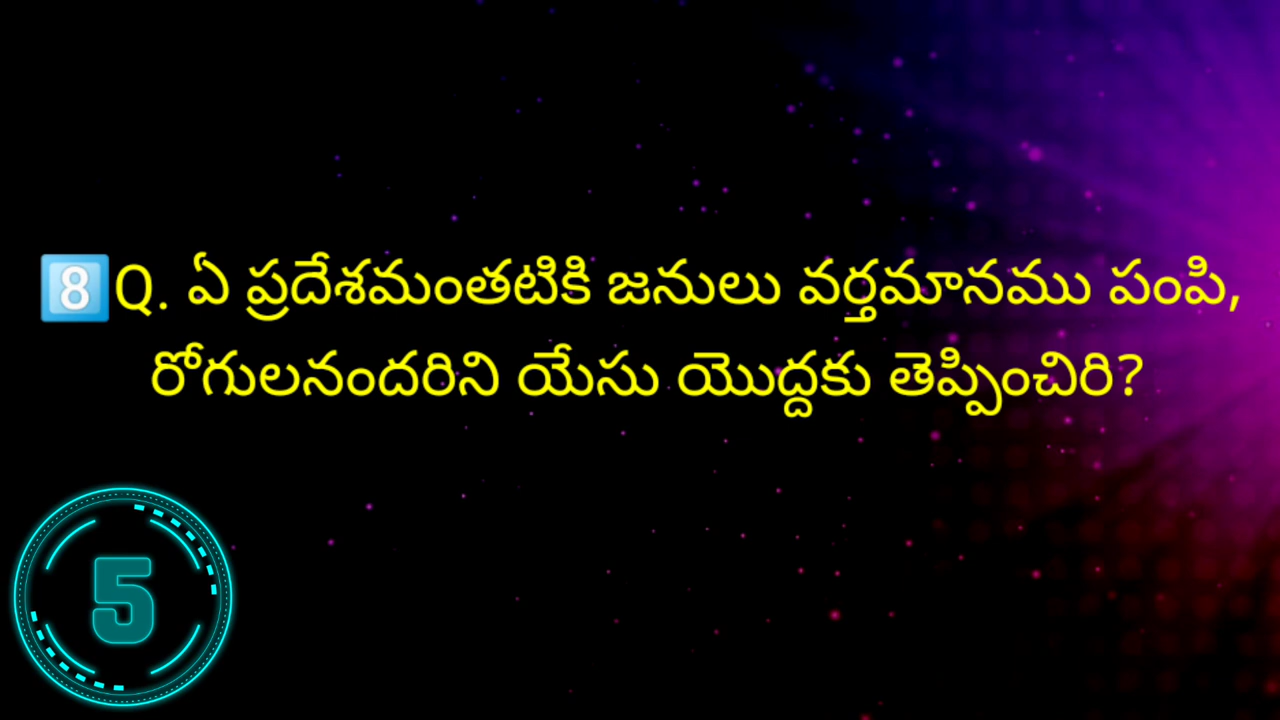 8️⃣Q. ఏ ప్రదేశమంతటికి జనులు వర్తమానము పంపి,
రోగులనందరిని యేసు యొద్దకు తెప్పించిరి?
5